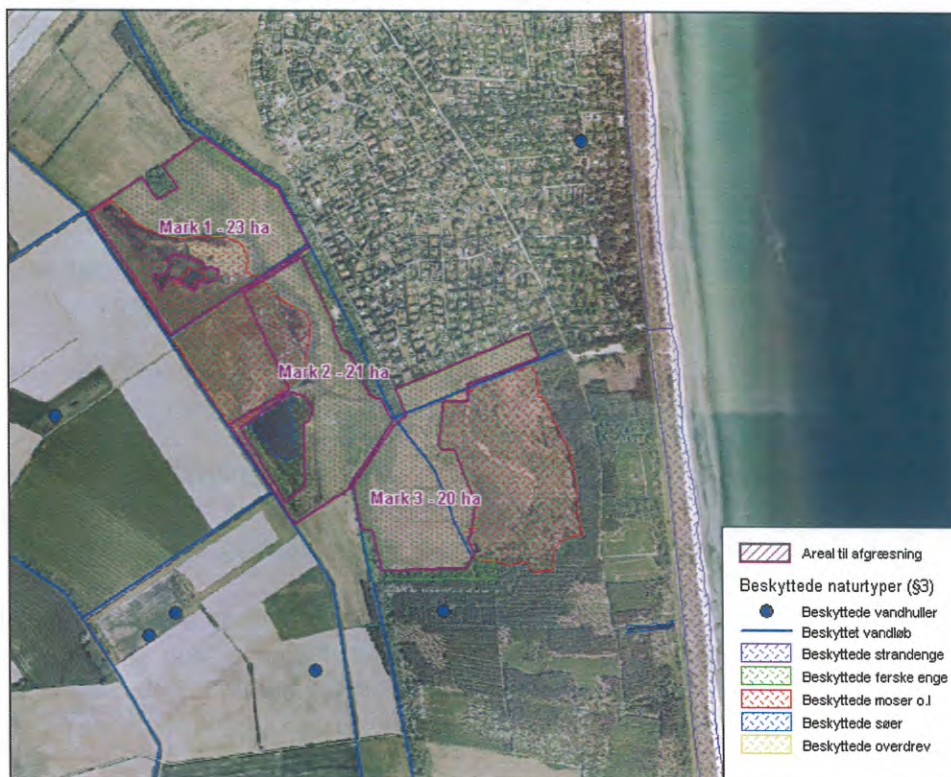 Mark 1 - 23 ha
Mark 2 - 21 ha
Mark 3 - 20 ha
Areal til afgræsning
Beskyttede naturtyper (§3)
Beskyttede vandhuller
Beskyttet vandløb
Beskyttede strandenge
Beskyttede ferske enge
Beskyttede moser o.l
Beskyttede søer
Beskyttede overdrev